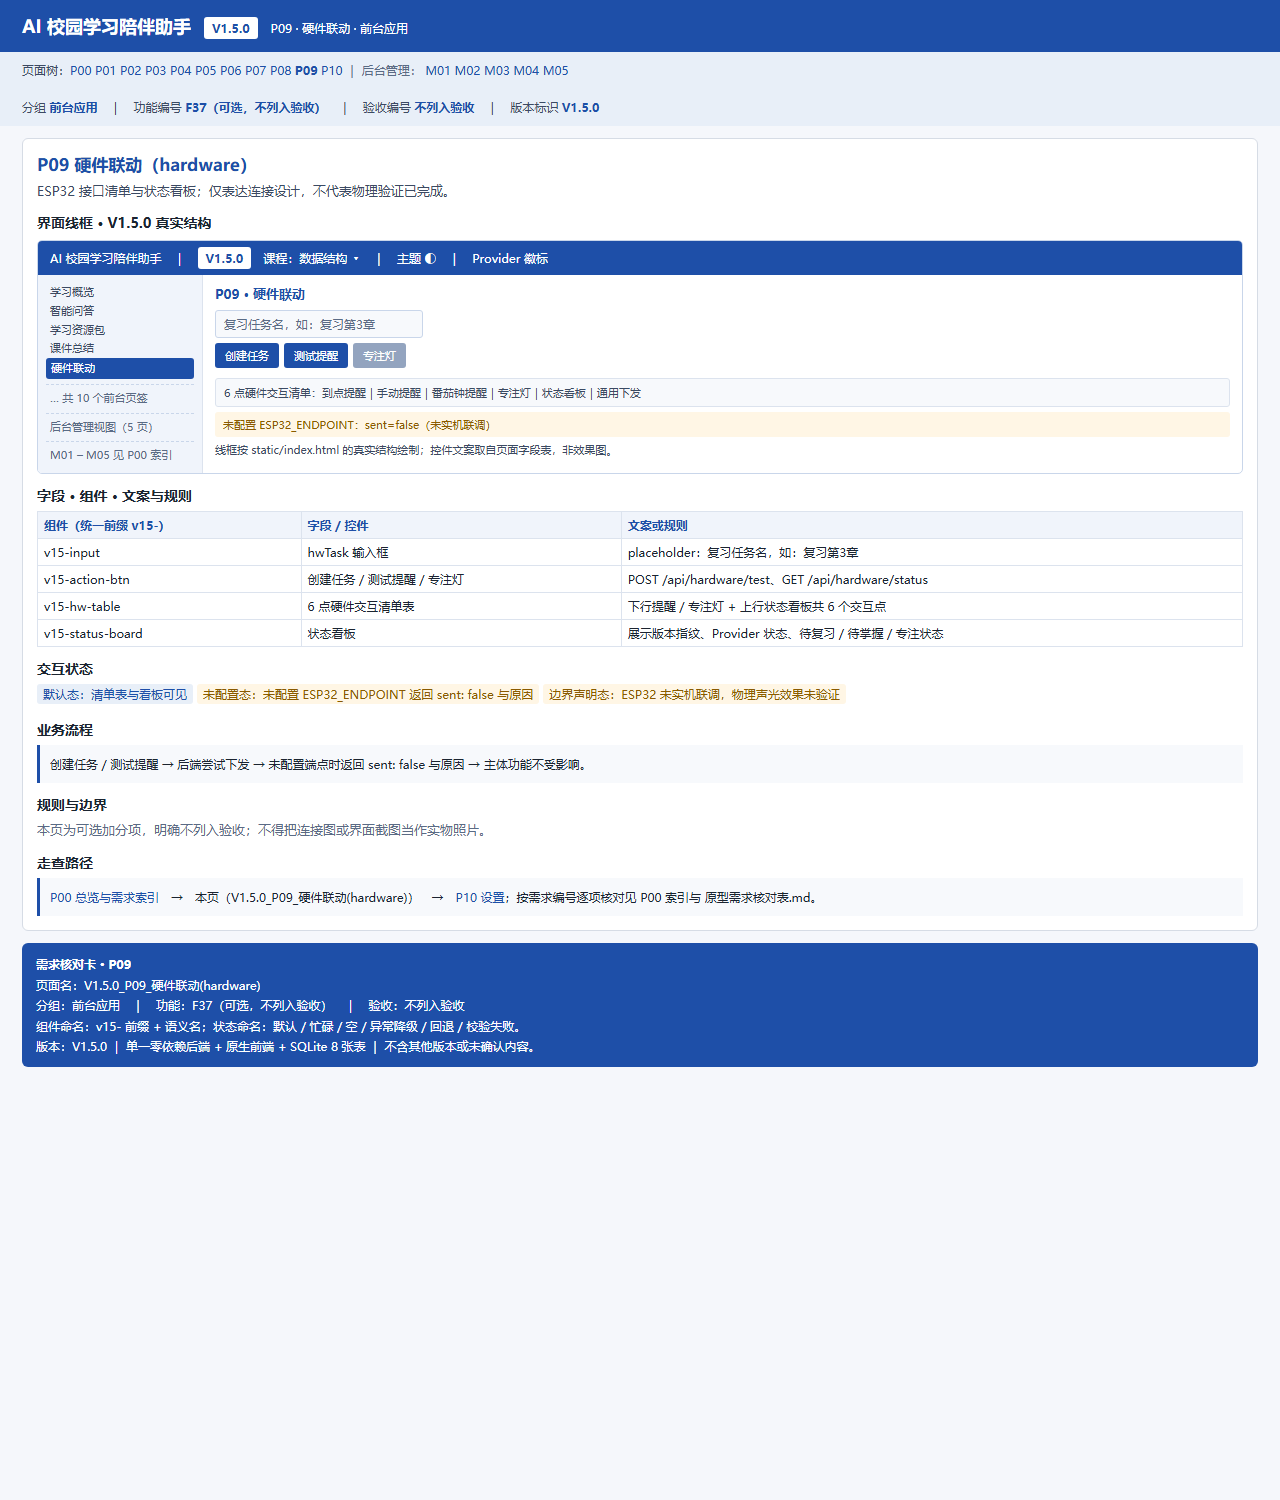 AI 校园学习陪伴助手 V1.5.0 P09 · 硬件联动 · 前台应用
页面树：P00 P01 P02 P03 P04 P05 P06 P07 P08 P09 P10 | 后台管理： M01 M02 M03 M04 M05
分组 前台应用 | 功能编号 F37（可选，不列入验收） | 验收编号 不列入验收 | 版本标识 V1.5.0
P09 硬件联动（hardware）
ESP32 接口清单与状态看板；仅表达连接设计，不代表物理验证已完成。
界面线框 • V1.5.0 真实结构
AI 校园学习陪伴助手 | V1.5.0 课程：数据结构 ▾ | 主题 ◐ | Provider 徽标
学习概览
智能问答
学习资源包
课件总结
硬件联动
... 共 10 个前台页签
后台管理视图（5 页）
M01 – M05 见 P00 索引
P09 • 硬件联动
复习任务名，如：复习第3章
创建任务 测试提醒 专注灯
6 点硬件交互清单：到点提醒 | 手动提醒 | 番茄钟提醒 | 专注灯 | 状态看板 | 通用下发
未配置 ESP32_ENDPOINT：sent=false（未实机联调）
线框按 static/index.html 的真实结构绘制；控件文案取自页面字段表，非效果图。
字段 • 组件 • 文案与规则
组件（统一前缀 v15-） 字段 / 控件 文案或规则
v15-input hwTask 输入框 placeholder：复习任务名，如：复习第3章
v15-action-btn 创建任务 / 测试提醒 / 专注灯 POST /api/hardware/test、GET /api/hardware/status
v15-hw-table 6 点硬件交互清单表 下行提醒 / 专注灯 + 上行状态看板共 6 个交互点
v15-status-board 状态看板 展示版本指纹、Provider 状态、待复习 / 待掌握 / 专注状态
交互状态
默认态：清单表与看板可见 未配置态：未配置 ESP32_ENDPOINT 返回 sent: false 与原因 边界声明态：ESP32 未实机联调，物理声光效果未验证
业务流程
创建任务 / 测试提醒 → 后端尝试下发 → 未配置端点时返回 sent: false 与原因 → 主体功能不受影响。
规则与边界
本页为可选加分项，明确不列入验收；不得把连接图或界面截图当作实物照片。
走查路径
P00 总览与需求索引 → 本页（V1.5.0_P09_硬件联动(hardware)） → P10 设置；按需求编号逐项核对见 P00 索引与 原型需求核对表.md。
需求核对卡 • P09
页面名：V1.5.0_P09_硬件联动(hardware)
分组：前台应用 | 功能：F37（可选，不列入验收） | 验收：不列入验收
组件命名：v15- 前缀 + 语义名；状态命名：默认 / 忙碌 / 空 / 异常降级 / 回退 / 校验失败。
版本：V1.5.0 | 单一零依赖后端 + 原生前端 + SQLite 8 张表 | 不含其他版本或未确认内容。